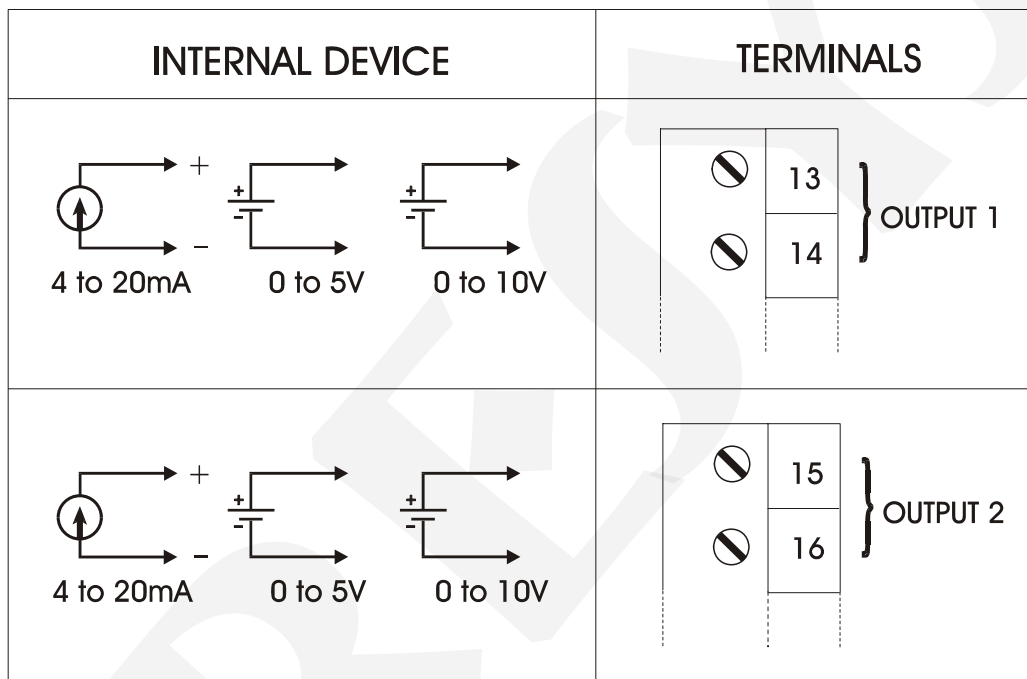 INTERNAL DEVICE
TERMINALS
+
+
-
+
-
-
4 to 20mA
0 to 5V
0 to 10V
13
14
OUTPUT 1
+
+
-
+
-
-
4 to 20mA
0 to 5V
0 to 10V
15
16
OUTPUT 2